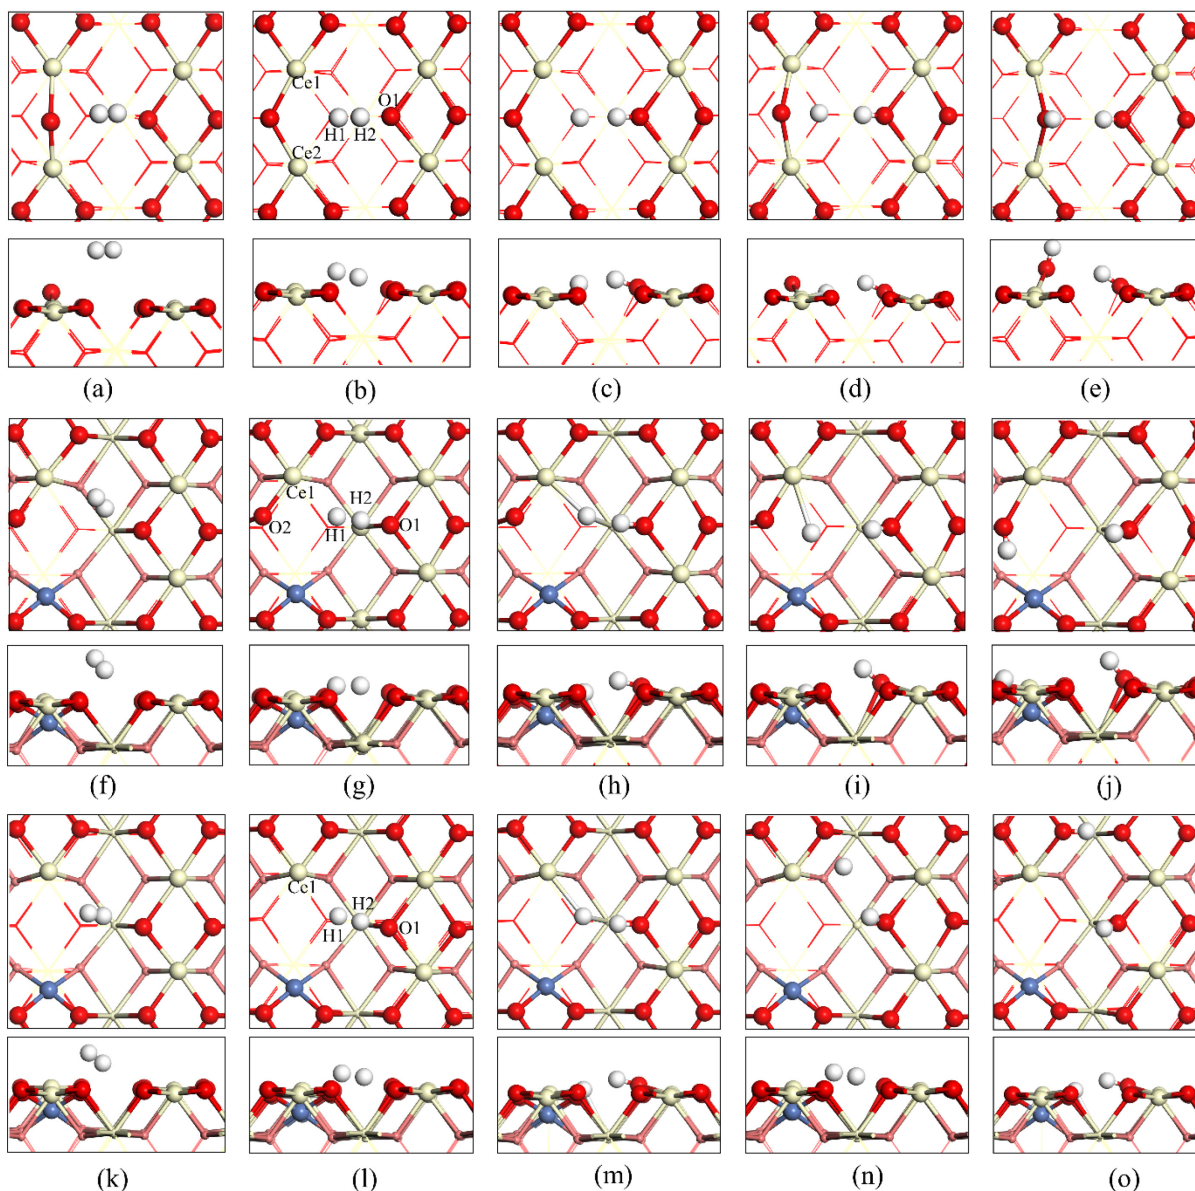 Ce1
O1
H1 H2
Ce2
(a) (b) (c) (d) (e)
Ce1
H2
O2
H1
O1
(f) (g) (h) (i) (j)
Ce1
H2
H1
O1
(k) (l) (m) (n) (o)